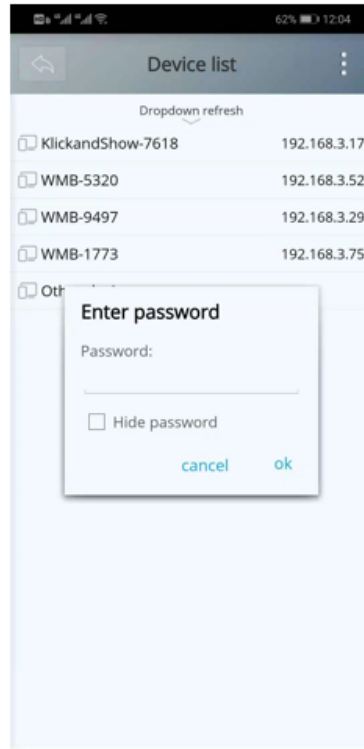 62% 12:04
Device list
Dropdown refresh
KlickandShow-7618 192.168.3.17
WMB-5320 192.168.3.52
WMB-9497 192.168.3.29
WMB-1773 192.168.3.75
Oth
Enter password
Password:
Hide password
cancel ok